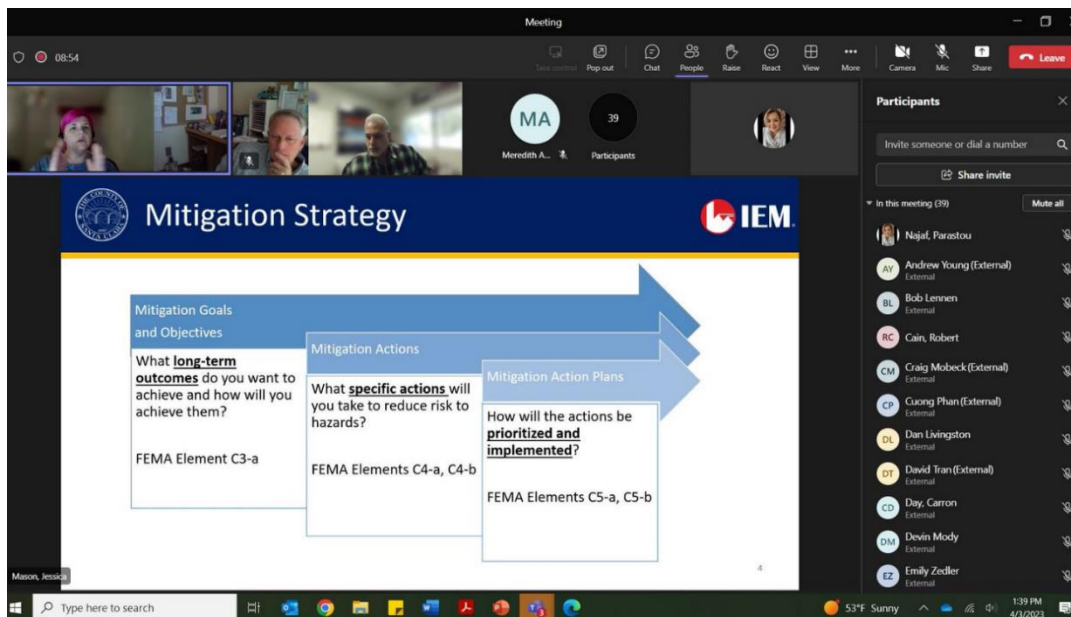 Meeting
08:54
Take control
Pop out
Chat
People
Raise
React
View
More
Camera
Mic
Share
Leave
MA
Meredith A...
39
Participants
THE COUNTY OF
SANTA CLARA
Mitigation Strategy
IEM
Mitigation Goals
and Objectives
What long-term
outcomes do you want to
achieve and how will you
achieve them?
FEMA Element C3-a
Mitigation Actions
What specific actions will
you take to reduce risk to
hazards?
FEMA Elements C4-a, C4-b
Mitigation Action Plans
How will the actions be
prioritized and
implemented?
FEMA Elements C5-a, C5-b
4
Mason, Jessica
Participants
Invite someone or dial a number
Share invite
In this meeting (39)
Mute all
Najaf, Parastou
AY
Andrew Young (External)
External
BL
Bob Lennen
External
RC
Cain, Robert
CM
Craig Mobeck (External)
External
CP
Cuong Phan (External)
External
DL
Dan Livingston
External
DT
David Tran (External)
External
CD
Day, Carron
External
DM
Devin Mody
External
EZ
Emily Zedler
External
Type here to search
53°F Sunny
1:39 PM
4/3/2023